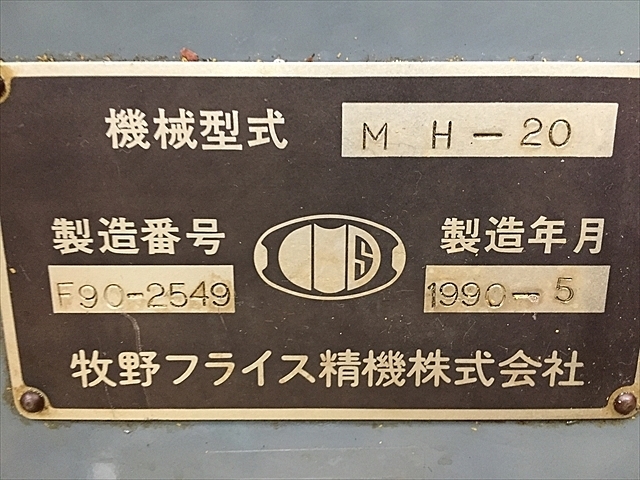 機械型式 MH-20
製造番号 製造年月
F90-2549 1990-5
牧野フライス精機株式会社